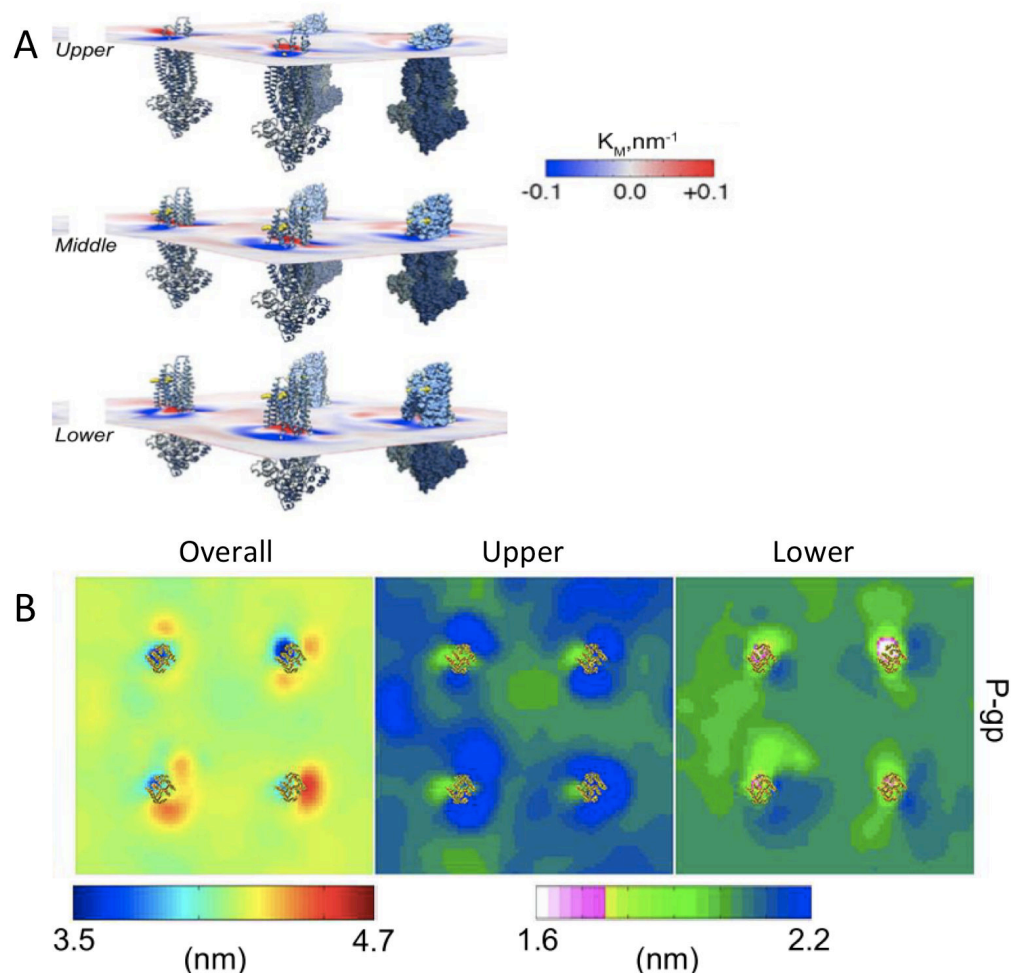 A
Upper
K_M,nm⁻¹
-0.1 0.0 +0.1
Middle
Lower
Overall Upper Lower
B
P-gp
3.5 4.7
(nm)
1.6 2.2
(nm)